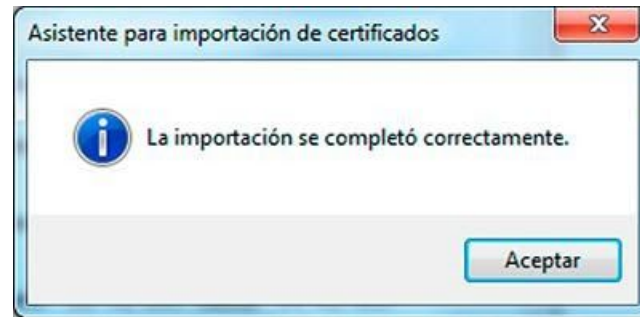 Asistente para importación de certificados
La importación se completó correctamente.
Aceptar